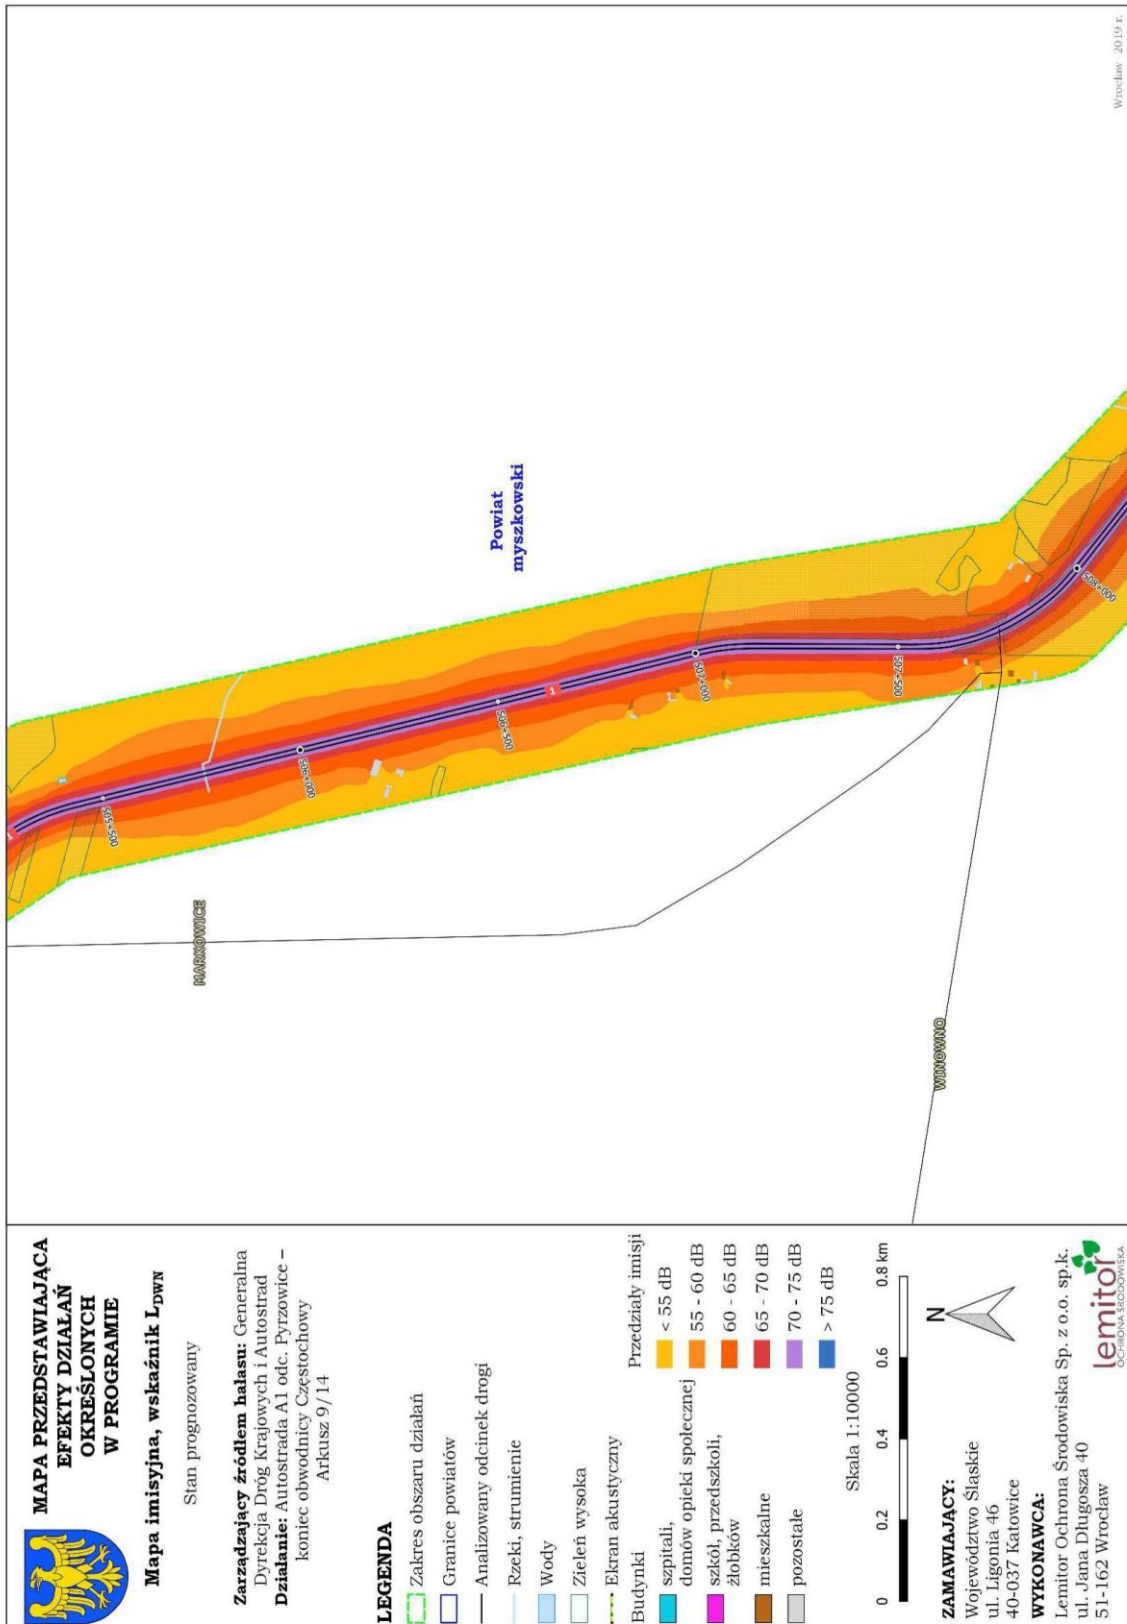 MAPA PRZEDSTAWIAJĄCA
EFEKTY DZIAŁAŃ
OKREŚLONYCH
W PROGRAMIE
Mapa imisyjna, wskaźnik LDWN
Stan prognozowany
Zarządzający źródłem hałasu: Generalna
Dyrekcja Dróg Krajowych i Autostrad
Działanie: Autostrada A1 odc. Pyrzowice –
koniec obwodnicy Częstochowy
Arkusz 9/14
LEGENDA
Zakres obszaru działań
Granice powiatów
Analizowany odcinek drogi
Rzeki, strumienie
Wody
Zieleń wysoka
Ekran akustyczny
Budynki
szpitali,
domów opieki społecznej
szkół, przedszkoli,
żłobków
mieszkalne
pozostałe
Przedziały imisji
< 55 dB
55 - 60 dB
60 - 65 dB
65 - 70 dB
70 - 75 dB
> 75 dB
Skala 1:10000
0 0.2 0.4 0.6 0.8 km
N
ZAMAWIAJĄCY:
Województwo Śląskie
ul. Ligonia 46
40-037 Katowice
WYKONAWCA:
Lemitor Ochrona Środowiska Sp. z o.o. sp.k.
ul. Jana Długosza 40
51-162 Wrocław
lemitor
OCHRONA ŚRODOWISKA
MARKOWICE
WINOWNO
Powiat
myszkowski
1
505+500
506+000
506+500
1
507+000
507+500
508+000
Wrocław 2019 r.